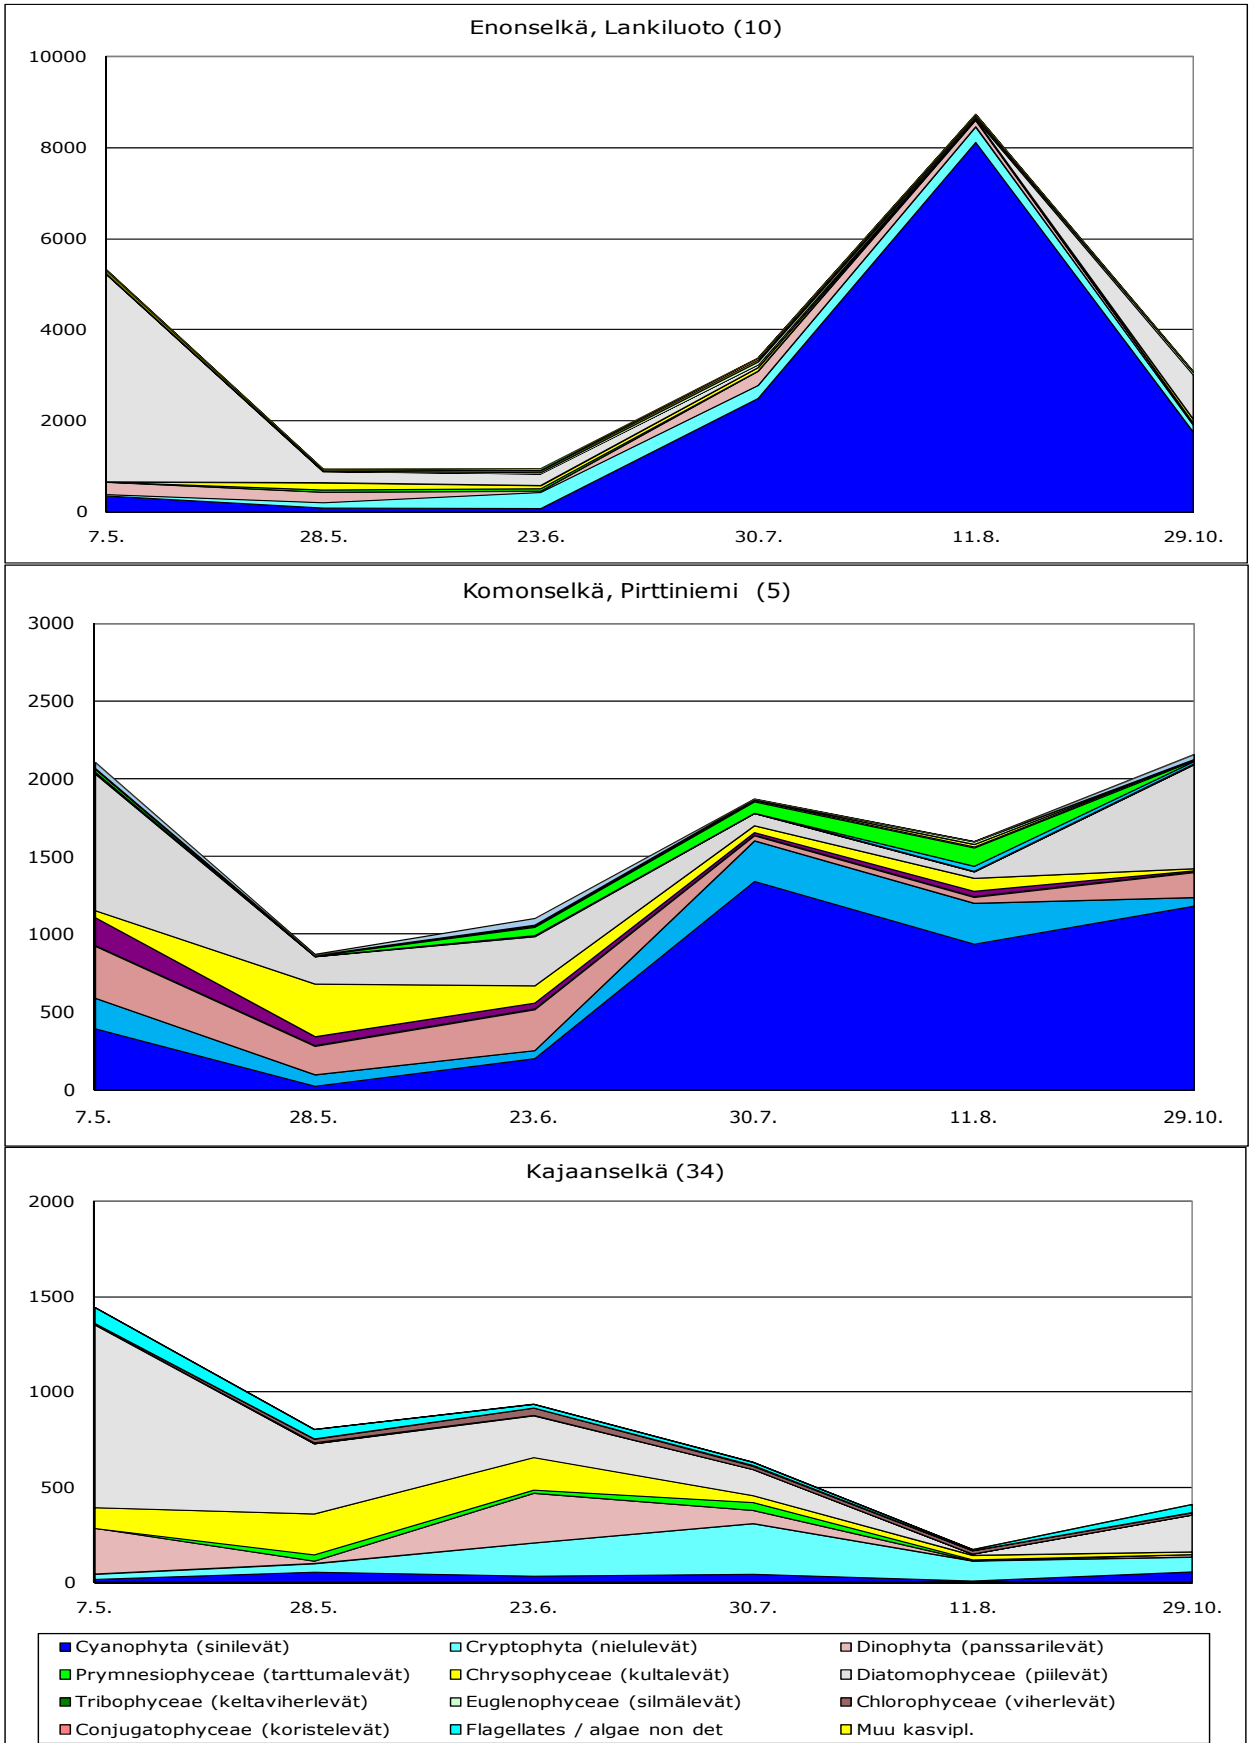 Enonselkä, Lankiluoto (10)
10000
8000
6000
4000
2000
0
7.5. 28.5. 23.6. 30.7. 11.8. 29.10.
Komonselkä, Pirttiniemi (5)
3000
2500
2000
1500
1000
500
0
7.5. 28.5. 23.6. 30.7. 11.8. 29.10.
Kajaanselkä (34)
2000
1500
1000
500
0
7.5. 28.5. 23.6. 30.7. 11.8. 29.10.
Cyanophyta (sinilevät) Cryptophyta (nielulevät) Dinophyta (panssarilevät)
Prymnesiophyceae (tarttumalevät) Chrysophyceae (kultalevät) Diatomophyceae (piilevät)
Tribophyceae (keltaviherlevät) Euglenophyceae (silmälevät) Chlorophyceae (viherlevät)
Conjugatophyceae (koristelevät) Flagellates / algae non det Muu kasvipl.